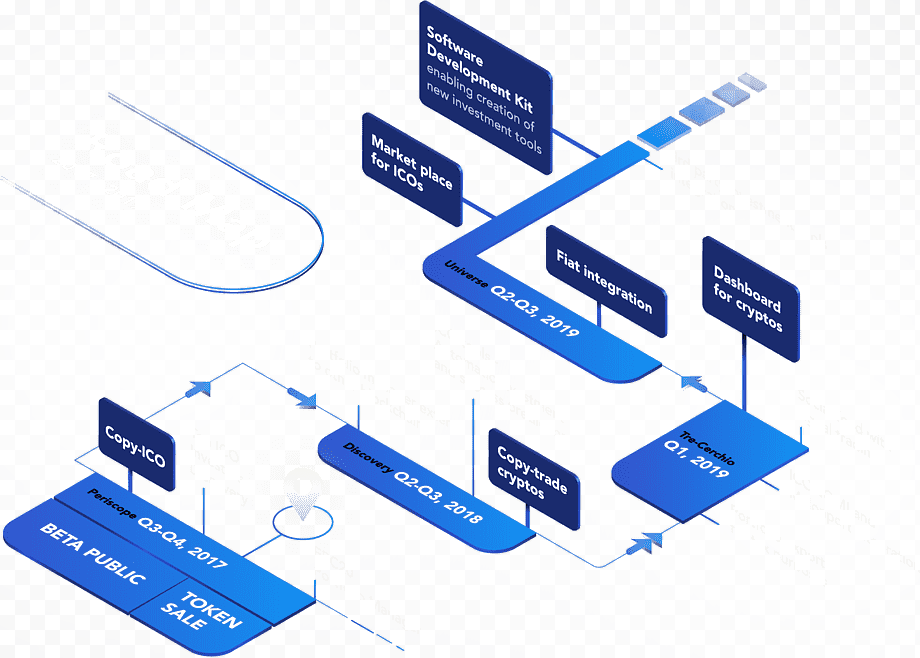 Software
Development Kit
enabling creation of
new investment tools
Market place
for ICOs
Universe Q2-Q3, 2019
Fiat integration
Dashboard
for cryptos
Copy-ICO
Discovery Q2-Q3, 2018
Copy-trade
cryptos
Tre-Cerchio
Q1, 2019
Periscope Q3-Q4, 2017
BETA PUBLIC
TOKEN
SALE